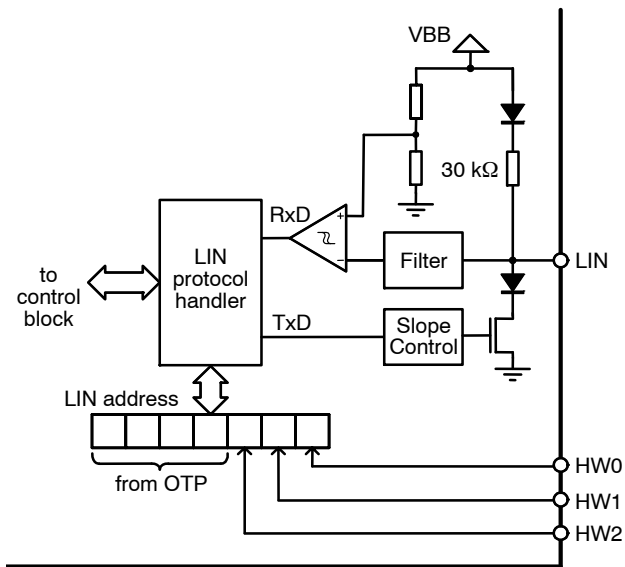 VBB
30 kΩ
RxD
+
−
LIN
protocol
handler
to
control
block
Filter
LIN
TxD
Slope
Control
LIN address
from OTP
HW0
HW1
HW2